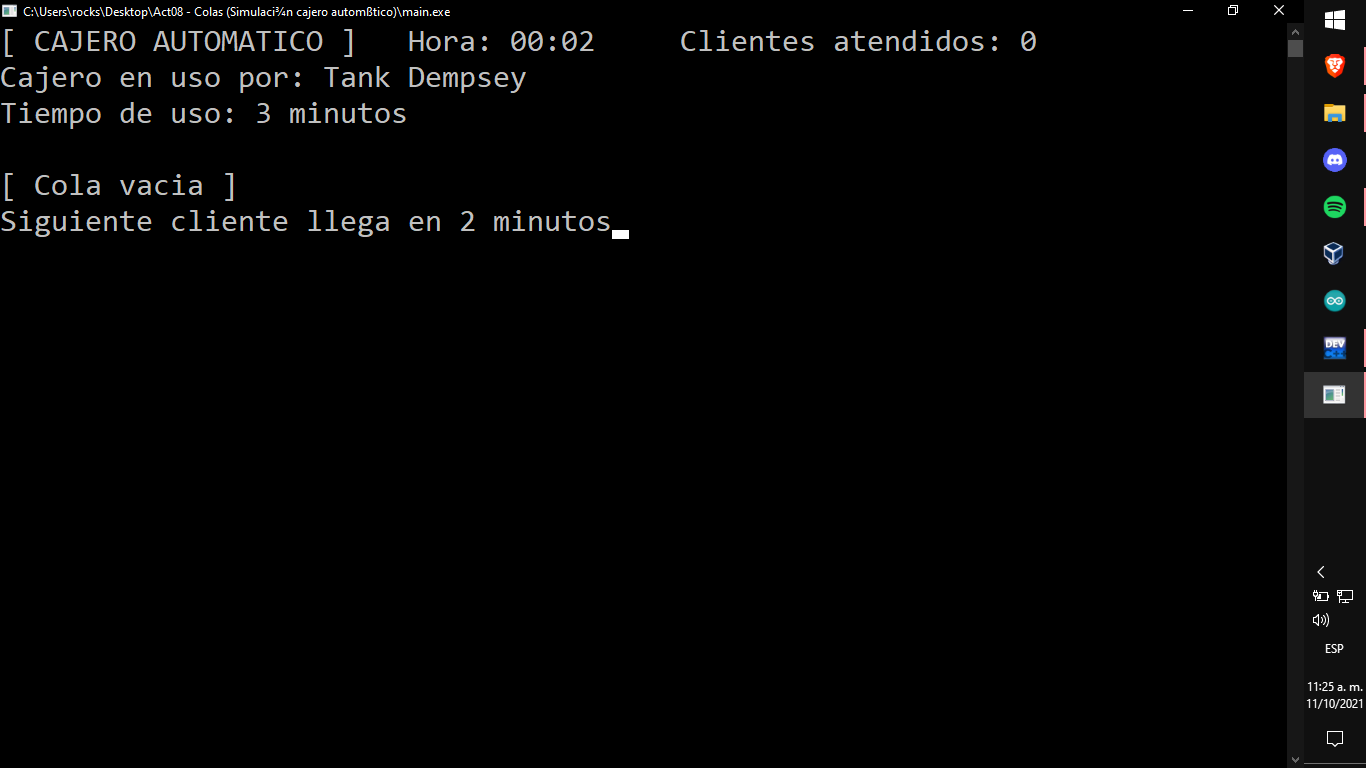 C:\Users\rocks\Desktop\Act08 - Colas (Simulaci¾n cajero automßtico)\main.exe
[ CAJERO AUTOMATICO ]   Hora: 00:02     Clientes atendidos: 0
Cajero en uso por: Tank Dempsey
Tiempo de uso: 3 minutos
[ Cola vacia ]
Siguiente cliente llega en 2 minutos
DEV
C++
ESP
11:25 a. m.
11/10/2021